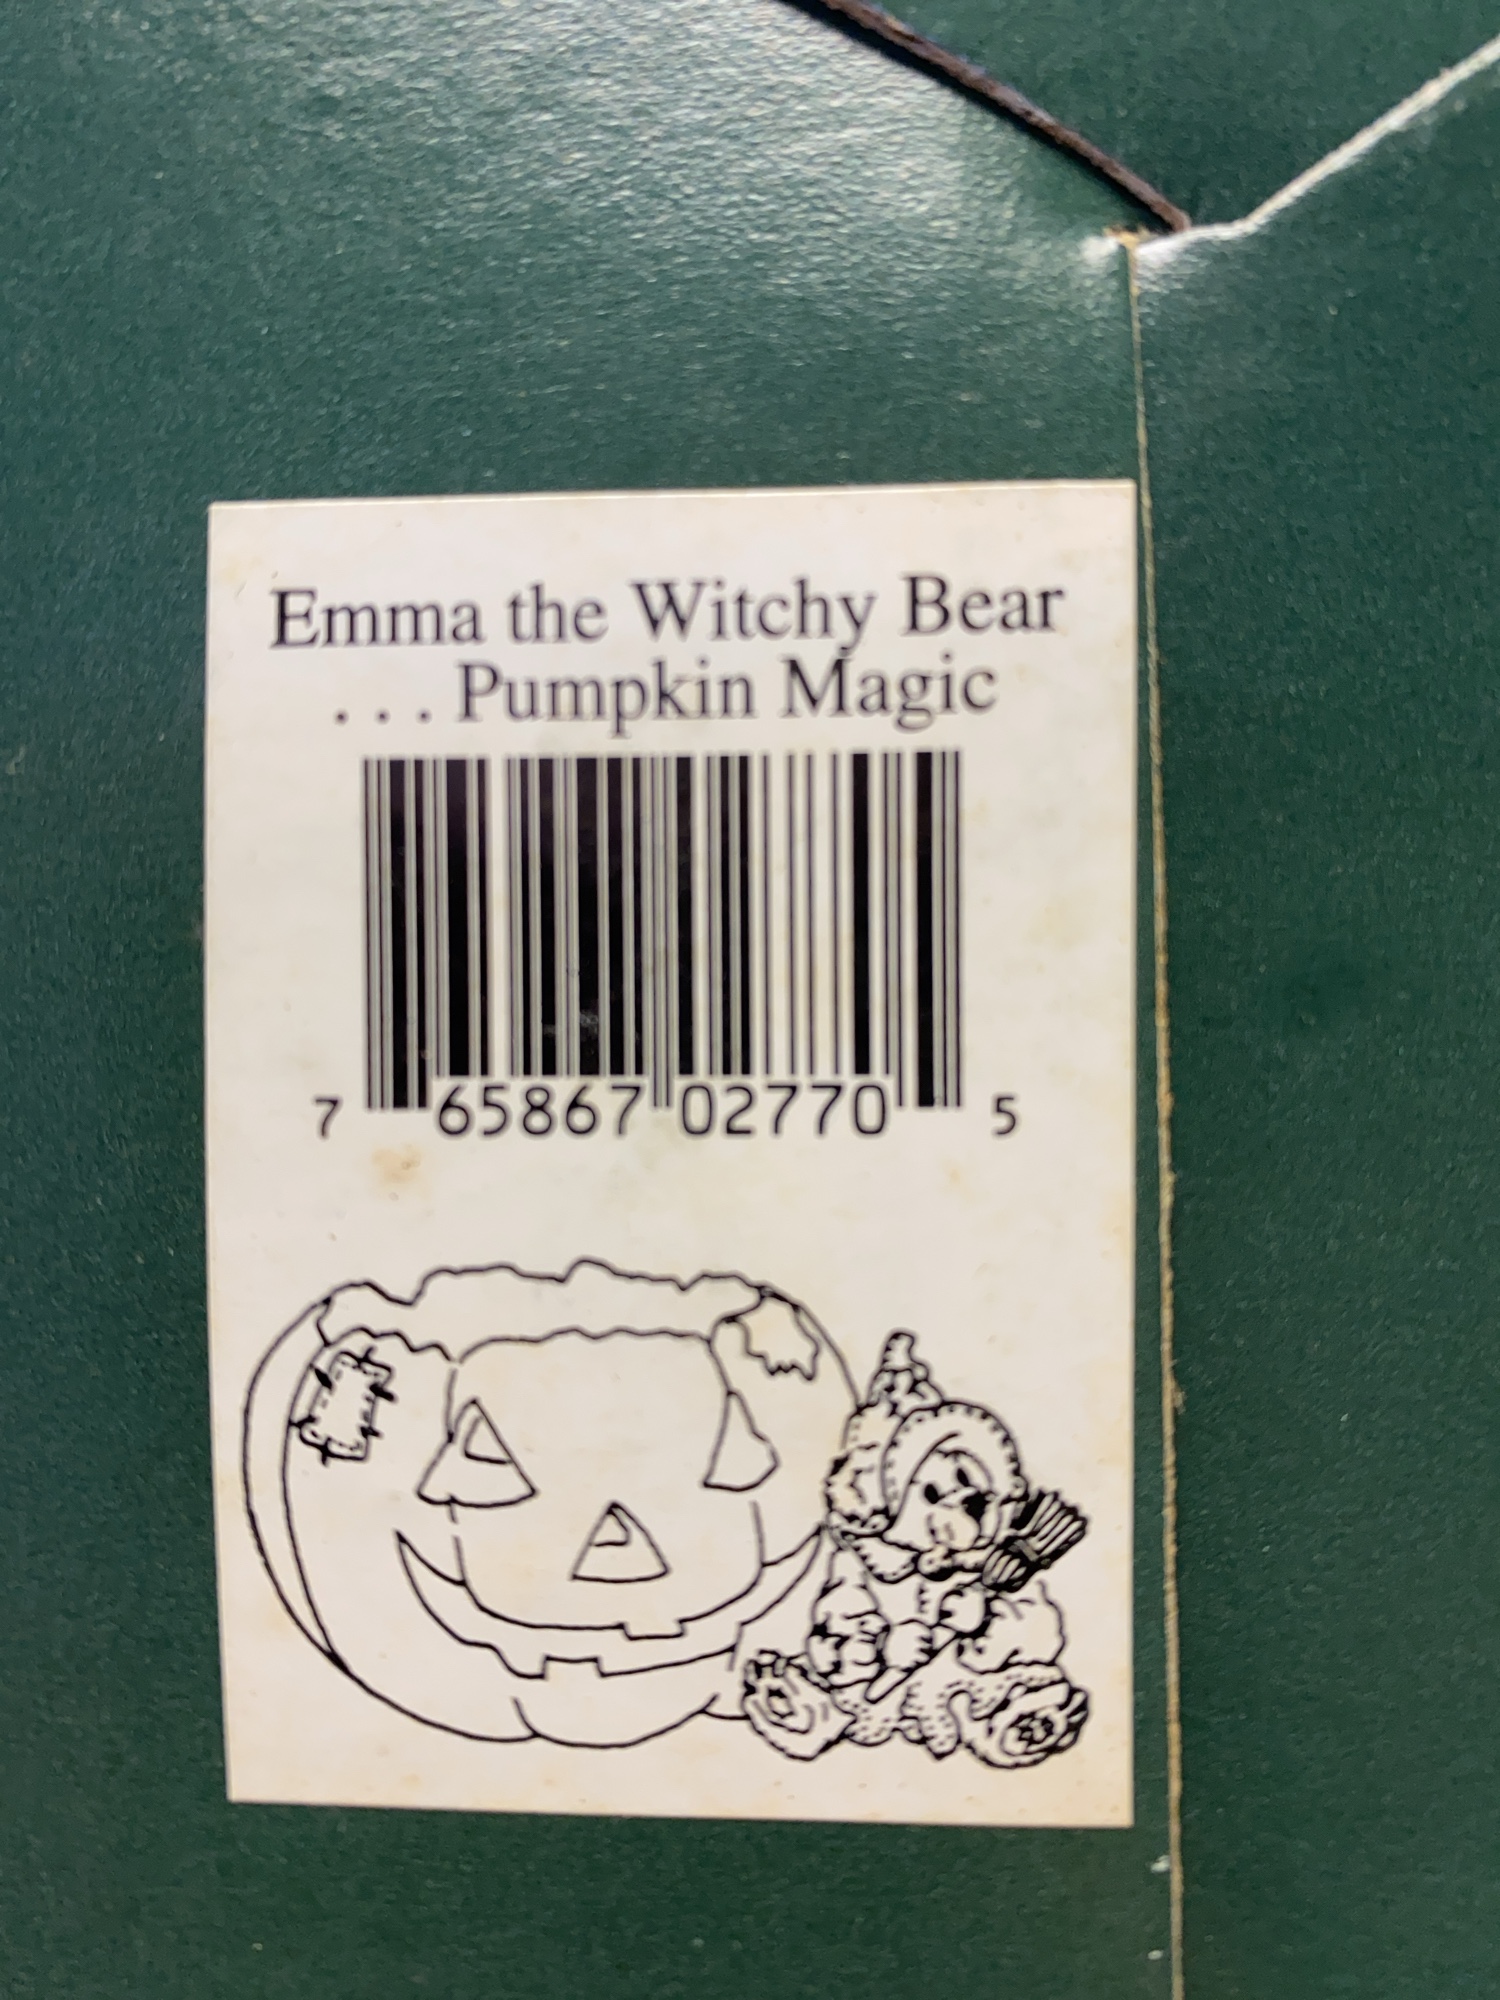 Emma the Witchy Bear
. . . Pumpkin Magic
7 65867 02770 5